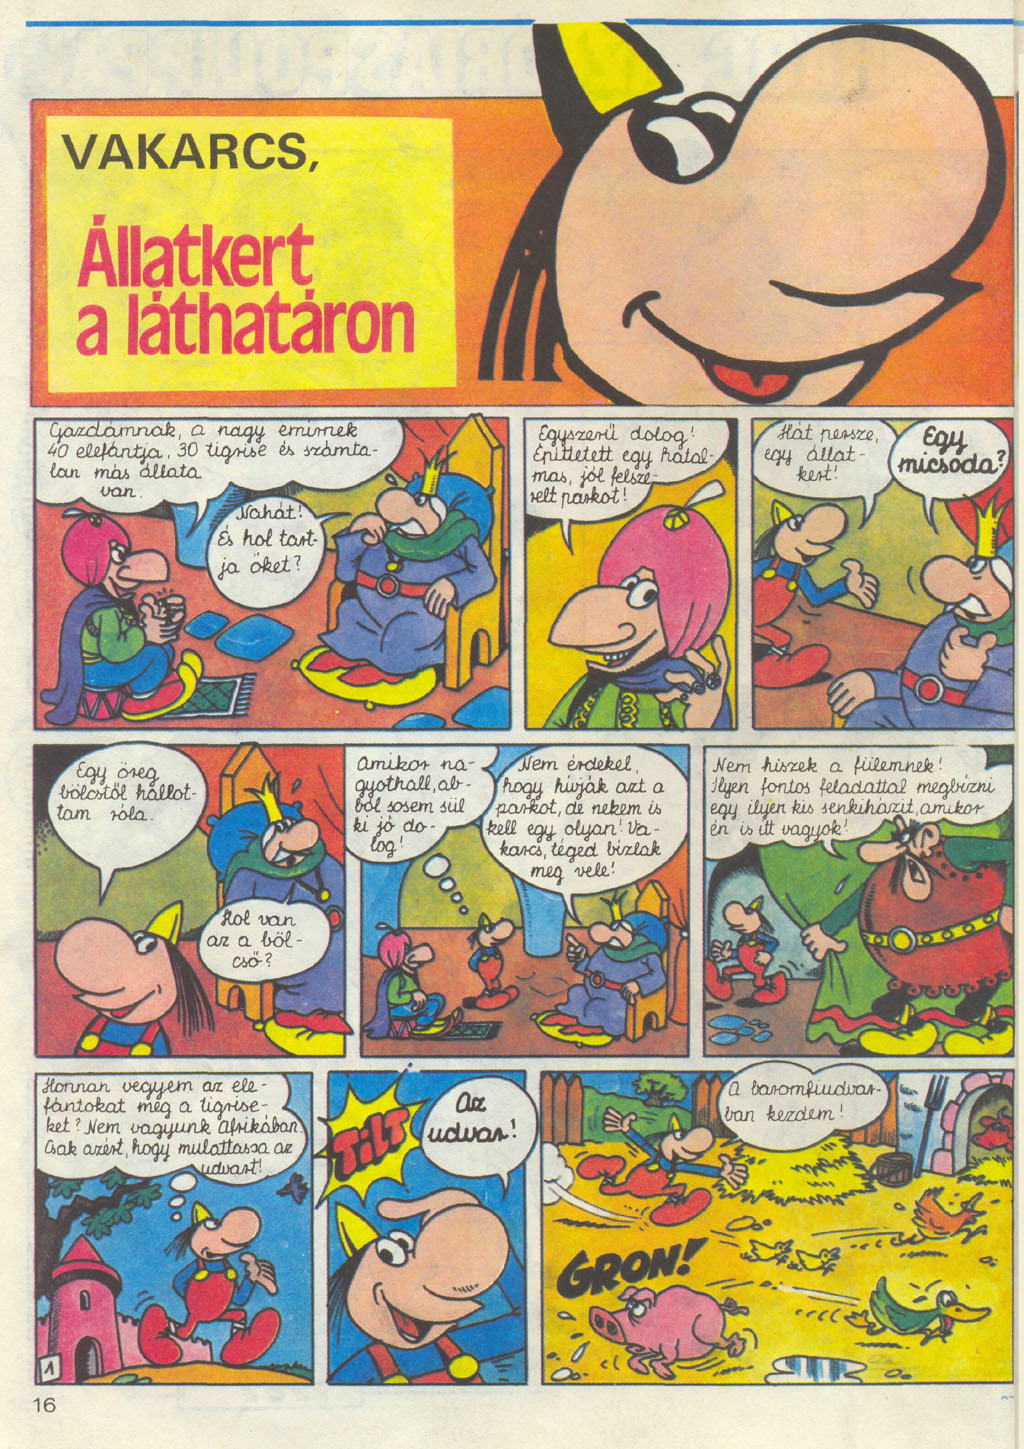 VAKARCS,
Állatkert
a láthatáron
Gazdámnak, a nagy emírnek
40 elefántja, 30 tigrise és számta-
lan más állata
van.
Nahát!
És hol tart-
ja őket?
Egyszerű dolog!
Építtetett egy hatal-
mas, jól felsze-
relt parkot!
Hát persze,
egy állat-
kert!
Egy
micsoda?
Egy öreg
bölcstől hallot-
tam róla.
Hol van
az a böl-
cső?
Amikor na-
gyothall, ab-
ból sosem sül
ki jó do-
log!
Nem érdekel,
hogy hívják azt a
parkot, de nekem is
kell egy olyan! Va-
karcs, téged bízlak
meg vele!
Nem hiszek a fülemnek!
Ilyen fontos feladattal megbízni
egy ilyen kis senkiházit, amikor
én is itt vagyok!
Honnan vegyem az ele-
fántokat meg a tigrise-
ket? Nem vagyunk Afrikában.
Csak azért, hogy mulattassa az
udvart!
TILT
Az
udvar!
A baromfiudvar-
ban kezdem!
GRON!
1
16